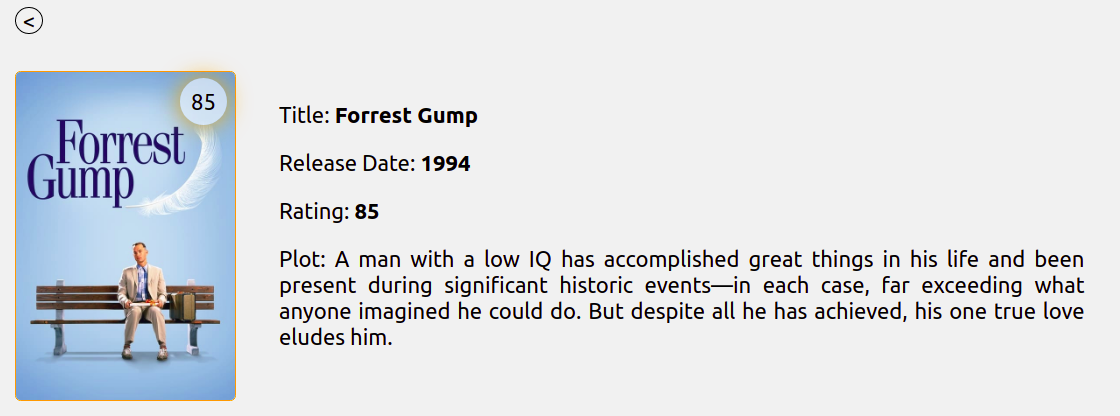 <
85
Forrest
Gump
Title: Forrest Gump
Release Date: 1994
Rating: 85
Plot: A man with a low IQ has accomplished great things in his life and been
present during significant historic events—in each case, far exceeding what
anyone imagined he could do. But despite all he has achieved, his one true love
eludes him.